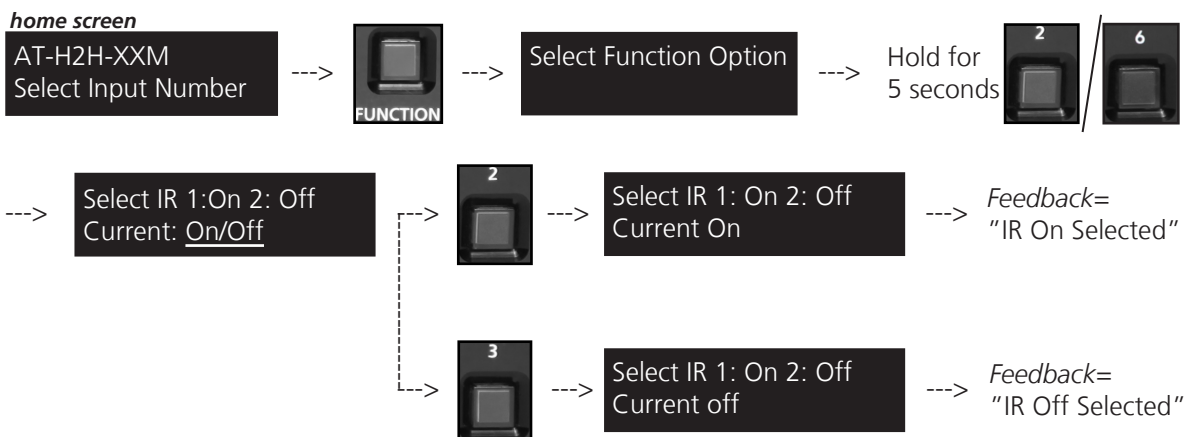 home screen
AT-H2H-XXM
Select Input Number
--->
FUNCTION
--->
Select Function Option
--->
Hold for
5 seconds
2
/
6
--->
Select IR 1:On 2: Off
Current: On/Off
--->
2
--->
Select IR 1: On 2: Off
Current On
--->
Feedback=
"IR On Selected"
--->
3
--->
Select IR 1: On 2: Off
Current off
--->
Feedback=
"IR Off Selected"